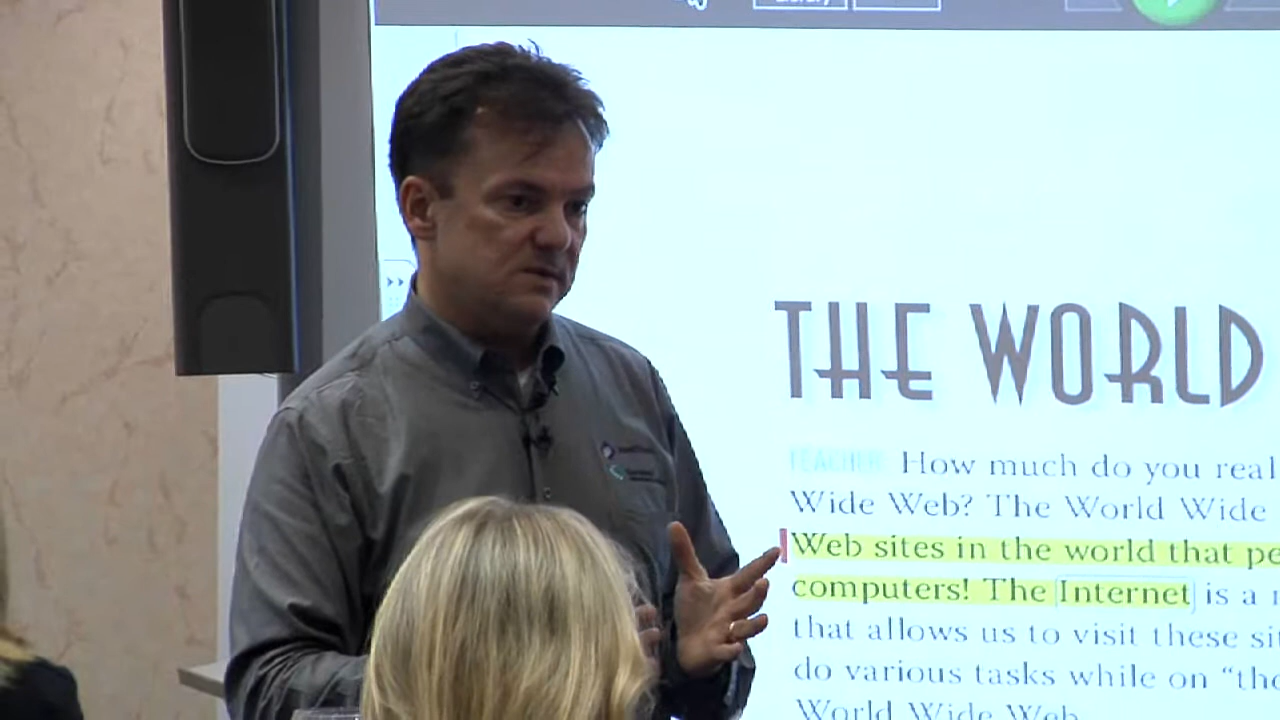 THE WORLD
TEACHER How much do you real
Wide Web? The World Wide
Web sites in the world that pe
computers! The Internet is a
that allows us to visit these sit
do various tasks while on “the
World Wide Web